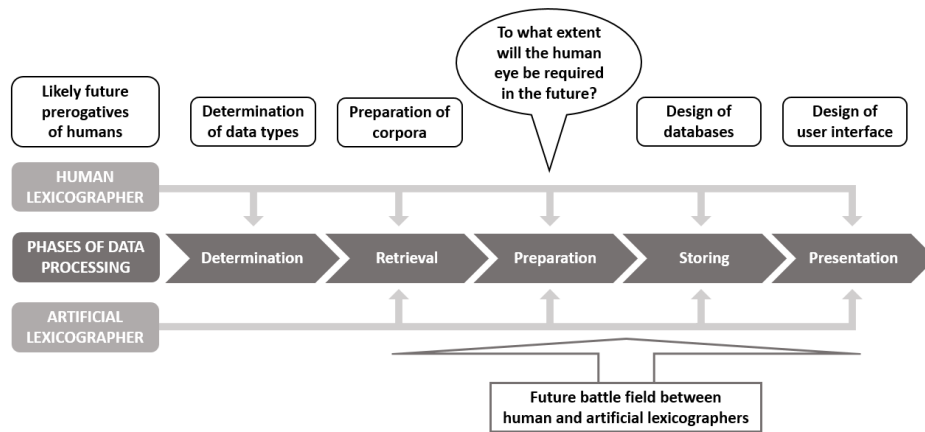 To what extent
will the human
eye be required
in the future?
Likely future
prerogatives
of humans
Determination
of data types
Preparation of
corpora
Design of
databases
Design of
user interface
HUMAN
LEXICOGRAPHER
PHASES OF DATA
PROCESSING
Determination
Retrieval
Preparation
Storing
Presentation
ARTIFICIAL
LEXICOGRAPHER
Future battle field between
human and artificial lexicographers